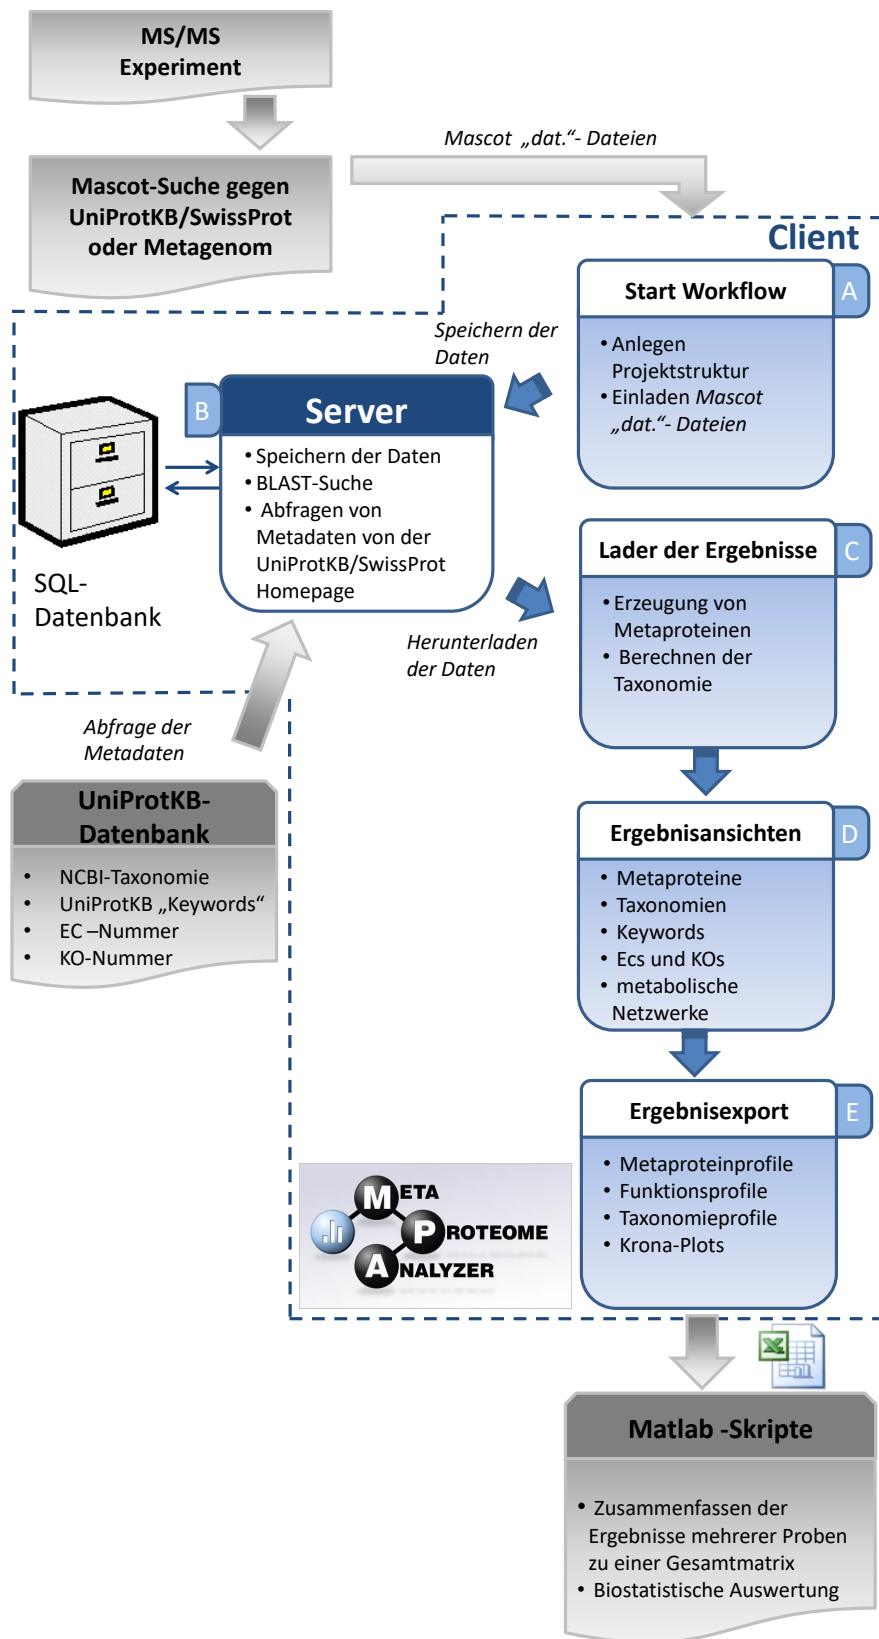 MS/MS
Experiment
Mascot „dat.“- Dateien
Mascot-Suche gegen
UniProtKB/SwissProt
oder Metagenom
Client
Start Workflow
A
• Anlegen
Projektstruktur
• Einladen Mascot
„dat.“- Dateien
Speichern der
Daten
B
Server
• Speichern der Daten
• BLAST-Suche
• Abfragen von
Metadaten von der
UniProtKB/SwissProt
Homepage
SQL-
Datenbank
Lader der Ergebnisse
C
• Erzeugung von
Metaproteinen
• Berechnen der
Taxonomie
Herunterladen
der Daten
Abfrage der
Metadaten
UniProtKB-
Datenbank
• NCBI-Taxonomie
• UniProtKB „Keywords“
• EC –Nummer
• KO-Nummer
Ergebnisansichten
D
• Metaproteine
• Taxonomien
• Keywords
• Ecs und KOs
• metabolische
Netzwerke
Ergebnisexport
E
• Metaproteinprofile
• Funktionsprofile
• Taxonomieprofile
• Krona-Plots
META
PROTEOME
ANALYZER
Matlab -Skripte
• Zusammenfassen der
Ergebnisse mehrerer Proben
zu einer Gesamtmatrix
• Biostatistische Auswertung